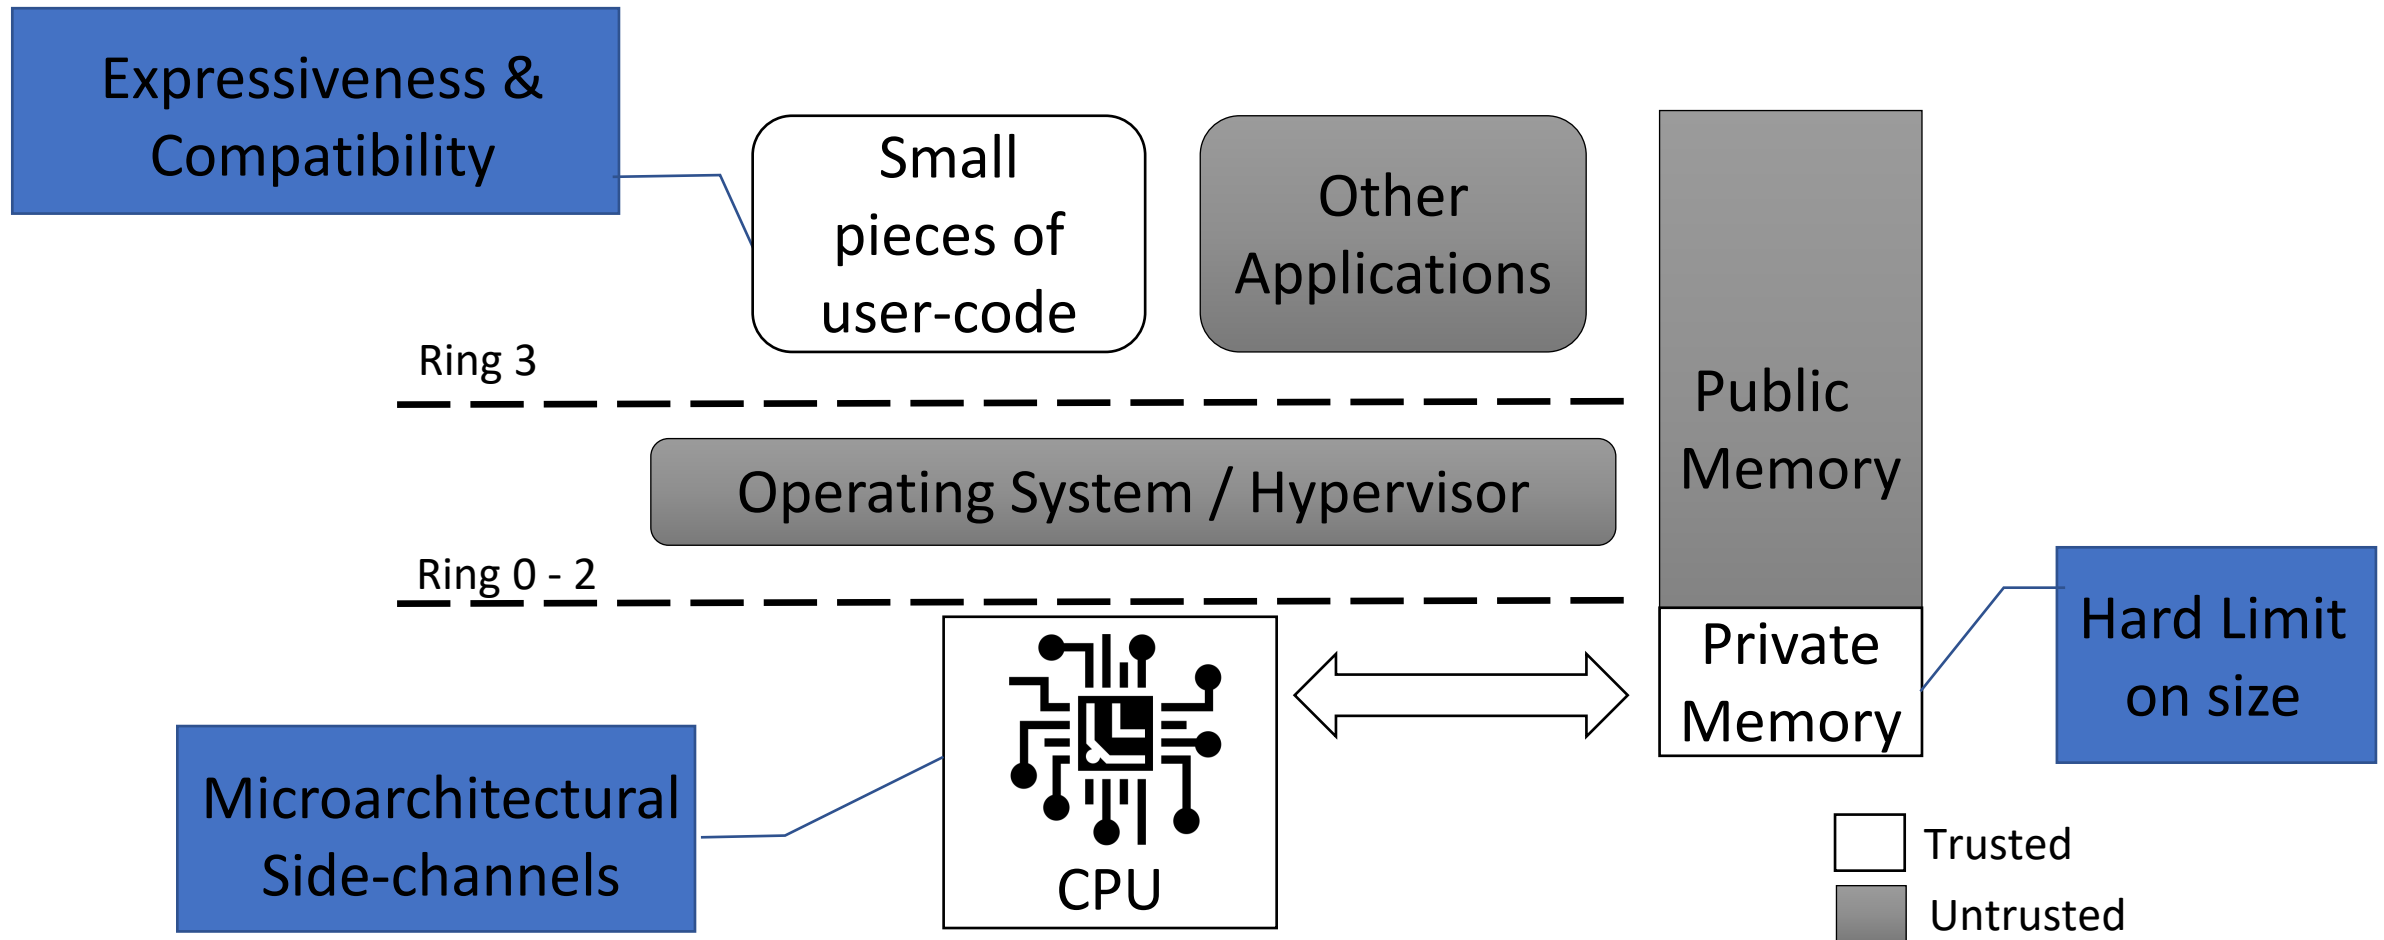 Expressiveness &
Compatibility
Small
pieces of
user-code
Other
Applications
Ring 3
Public
Memory
Operating System / Hypervisor
Ring 0 - 2
Private
Memory
Hard Limit
on size
Microarchitectural
Side-channels
CPU
Trusted
Untrusted